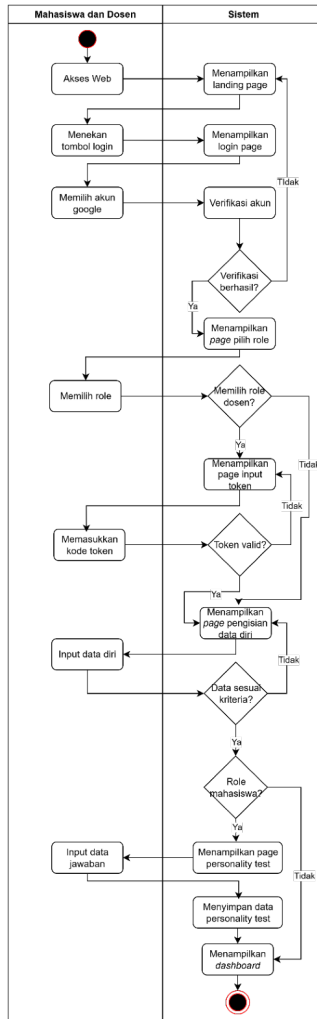 Mahasiswa dan Dosen
Sistem
Akses Web
Menampilkan
landing page
Menekan
tombol login
Menampilkan
login page
TIdak
Memilih akun
google
Verifikasi akun
Verifikasi
berhasil?
Ya
Menampilkan
page pilih role
Memilih role
Memilih role
dosen?
Ya
Tidak
Menampilkan
page input
token
Tidak
Memasukkan
kode token
Token valid?
Ya
Menampilkan
page pengisian
data diri
Input data diri
Tidak
Data sesuai
kriteria?
Ya
Role
mahasiswa?
Ya
Input data
jawaban
Menampilkan page
personality test
Tidak
Menyimpan data
personality test
Menampilkan
dashboard